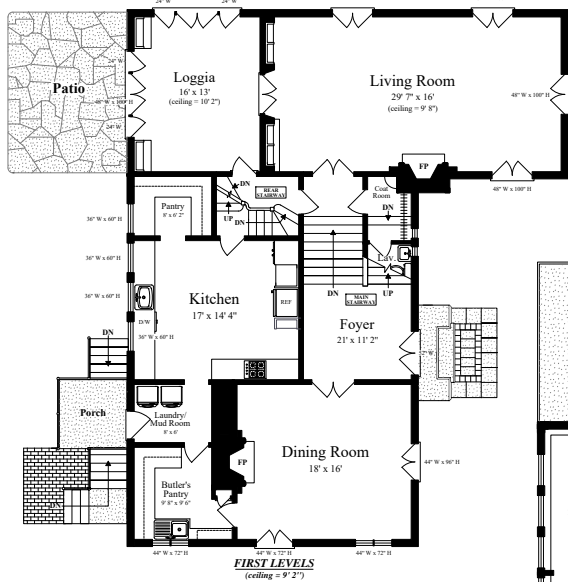 24" W
24" W
Loggia
16' x 13'
(ceiling = 10' 2")
Living Room
29' 7" x 16'
(ceiling = 9' 8")
Patio
24" W
48" W x 100" H
24" W
48" W x 100" H
FP
48" W x 100" H
Pantry
8' x 6' 2"
36" W x 60" H
DN
REAR
STAIRWAY
UP
DN
Coat
Room
DN
Lav.
36" W x 60" H
36" W x 60" H
Kitchen
17' x 14' 4"
REF
D/W
36" W x 60" H
DN
UP
MAIN
STAIRWAY
Foyer
21' x 11' 2"
DN
Porch
Laundry/
Mud Room
8' x 6'
Dining Room
18' x 16'
FP
44" W x 96" H
DN
Butler's
Pantry
9' 8" x 9' 6"
44" W x 72" H
44" W x 72" H
44" W x 72" H
FIRST LEVELS
(ceiling = 9' 2")